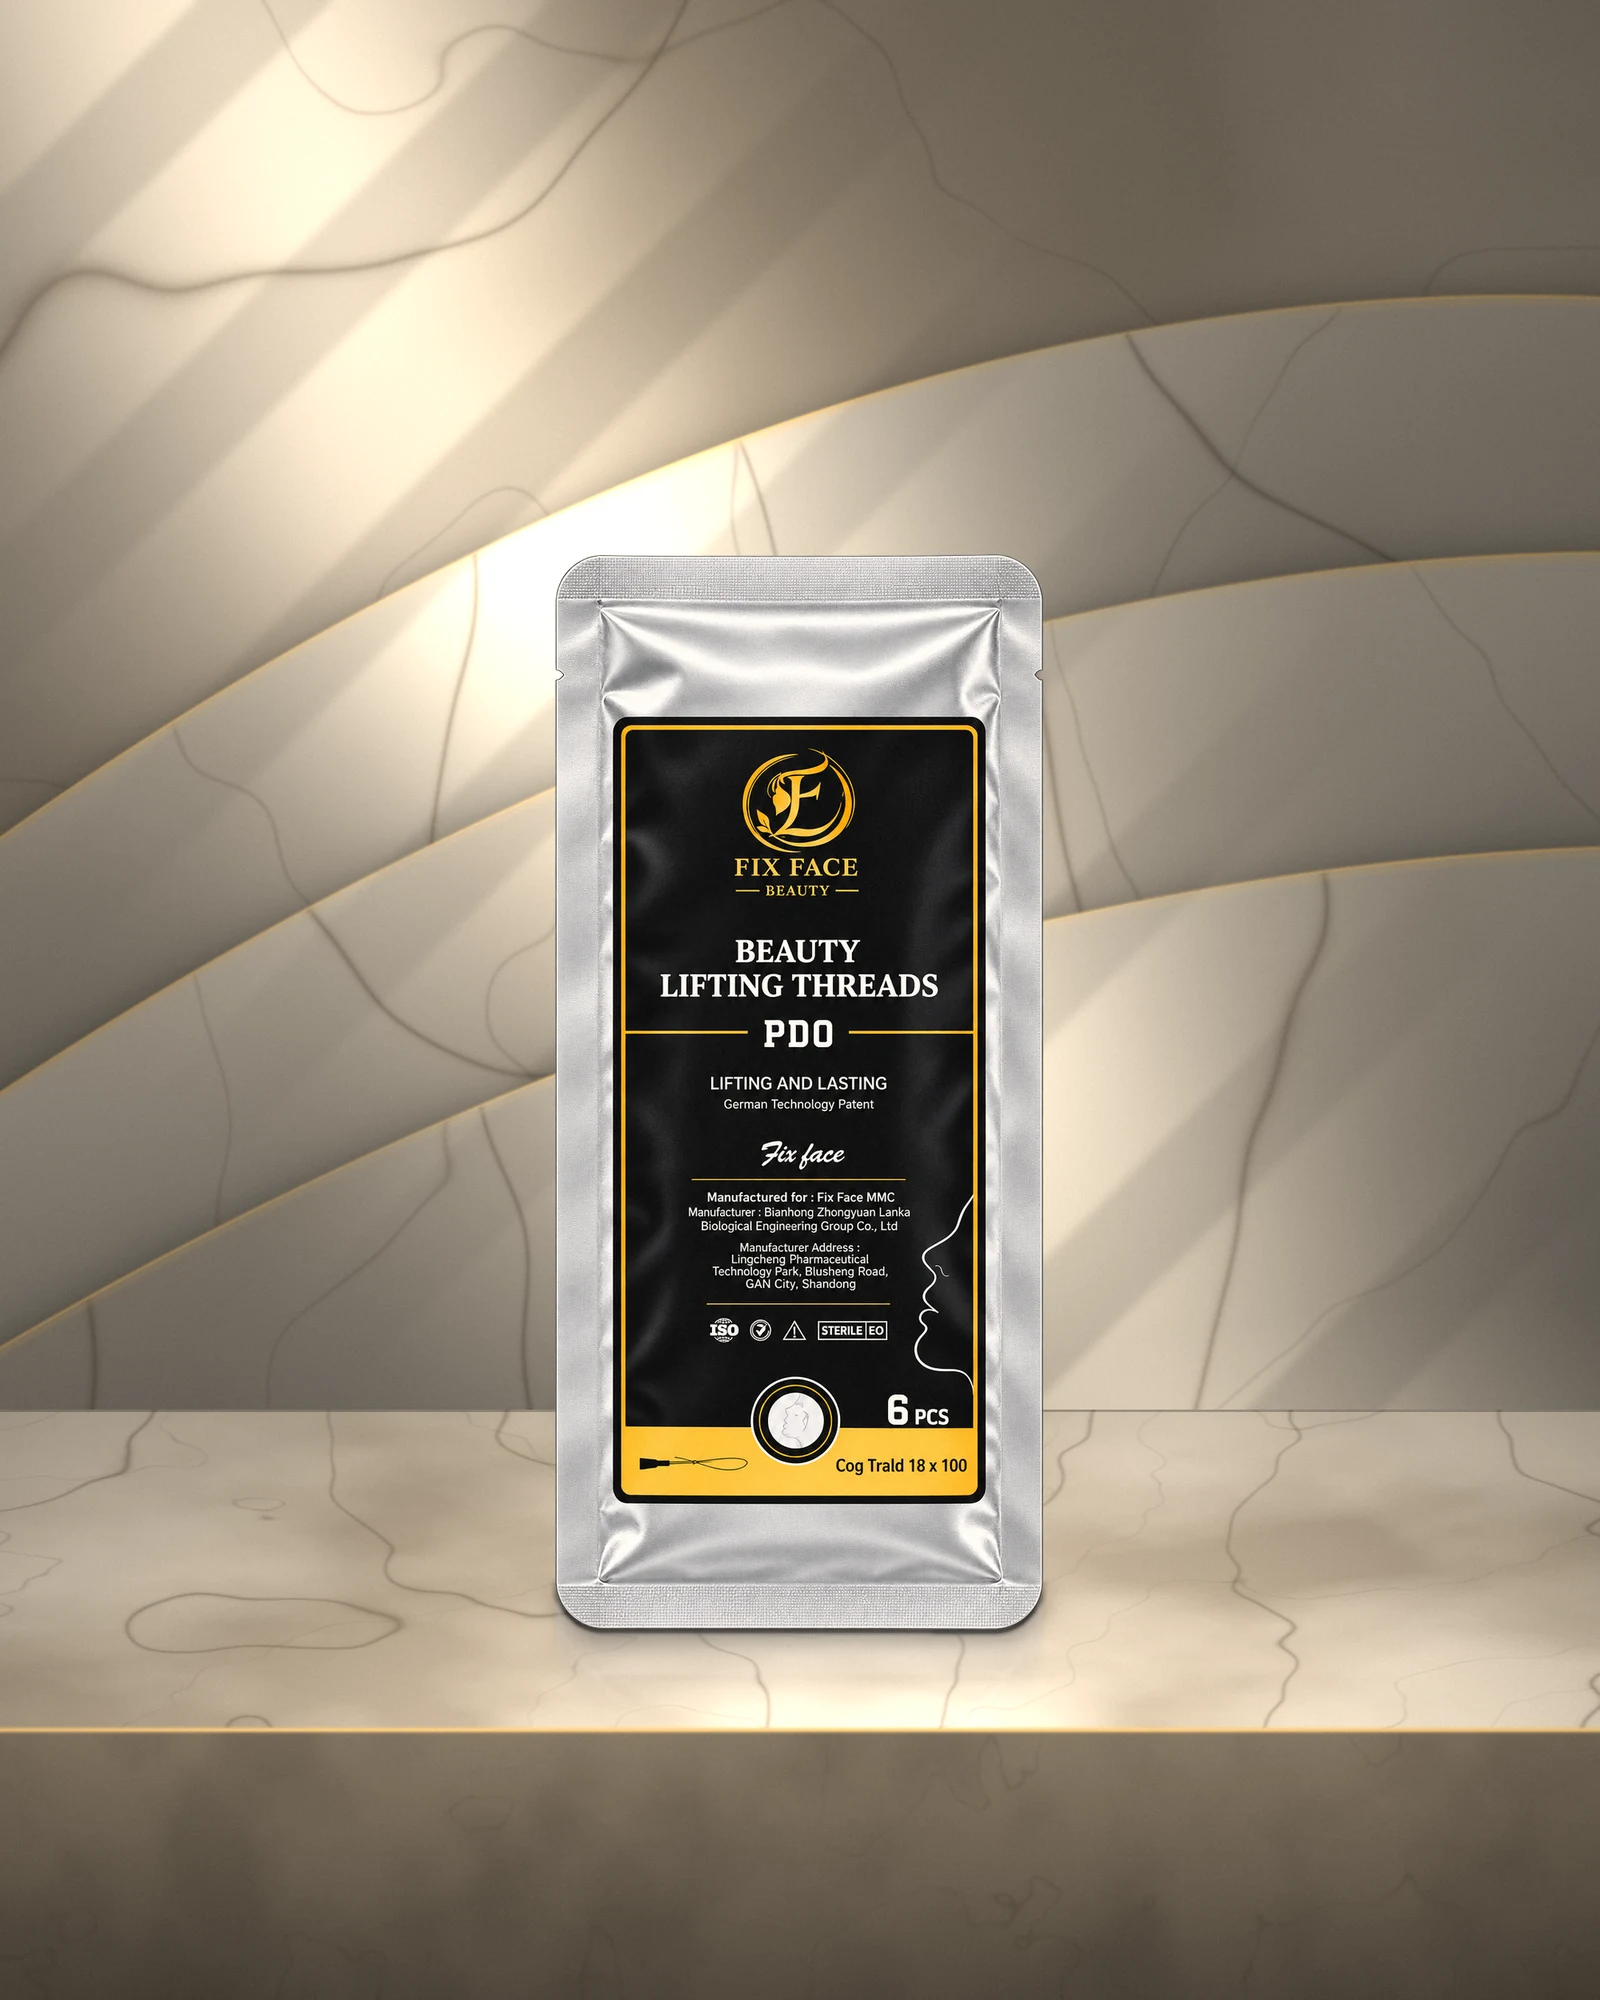 FIX FACE
BEAUTY
BEAUTY
LIFTING THREADS
PDO
LIFTING AND LASTING
German Technology Patent
Fix face
Manufactured for : Fix Face MMC
Manufacturer : Bianhong Zhongyuan Lanka
Biological Engineering Group Co., Ltd
Manufacturer Address :
Lingcheng Pharmaceutical
Technology Park, Blusheng Road,
GAN City, Shandong
ISO
STERILE EO
6 PCS
Cog Trald 18 x 100